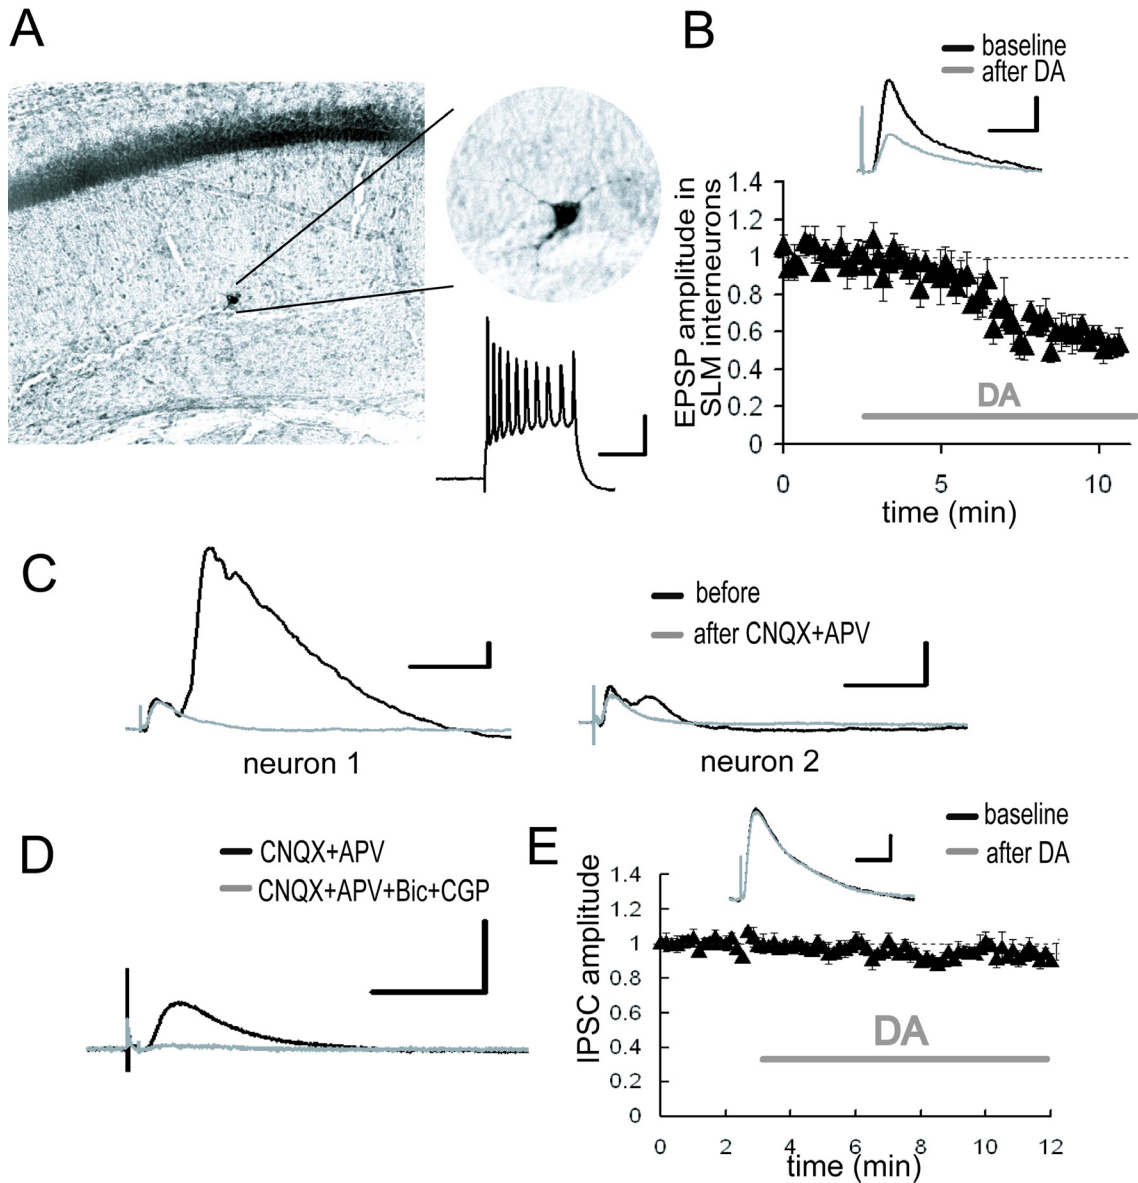 A
B
baseline
after DA
EPSP amplitude in
SLM interneurons
1.4
1.2
1
0.8
0.6
0.4
0.2
0
DA
0 5 10
time (min)
C
before
after CNQX+APV
neuron 1
neuron 2
D
CNQX+APV
CNQX+APV+Bic+CGP
E
baseline
after DA
IPSC amplitude
1.4
1.2
1
0.8
0.6
0.4
0.2
0
DA
0 2 4 6 8 10 12
time (min)